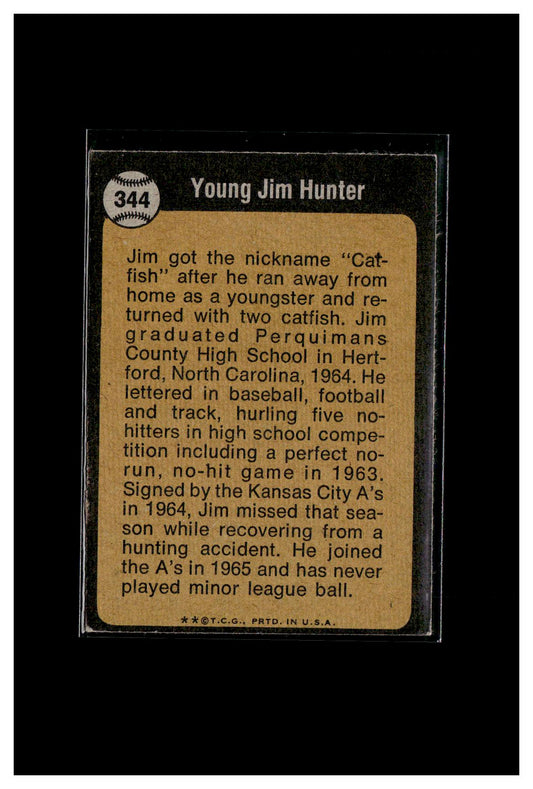 344
Young Jim Hunter
Jim got the nickname “Cat-
fish” after he ran away from
home as a youngster and re-
turned with two catfish. Jim
graduated Perquimans
County High School in Hert-
ford, North Carolina, 1964. He
lettered in baseball, football
and track, hurling five no-
hitters in high school compe-
tition including a perfect no-
run, no-hit game in 1963.
Signed by the Kansas City A's
in 1964, Jim missed that sea-
son while recovering from a
hunting accident. He joined
the A's in 1965 and has never
played minor league ball.
★★©T.C.G., PRTD. IN U.S.A.